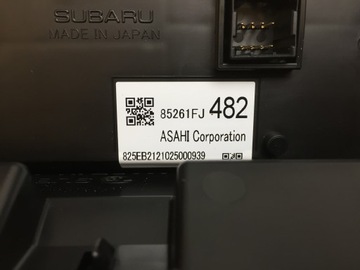 SUBARU
MADE IN JAPAN
85261FJ 482
ASAHI Corporation
825EB2121025000939